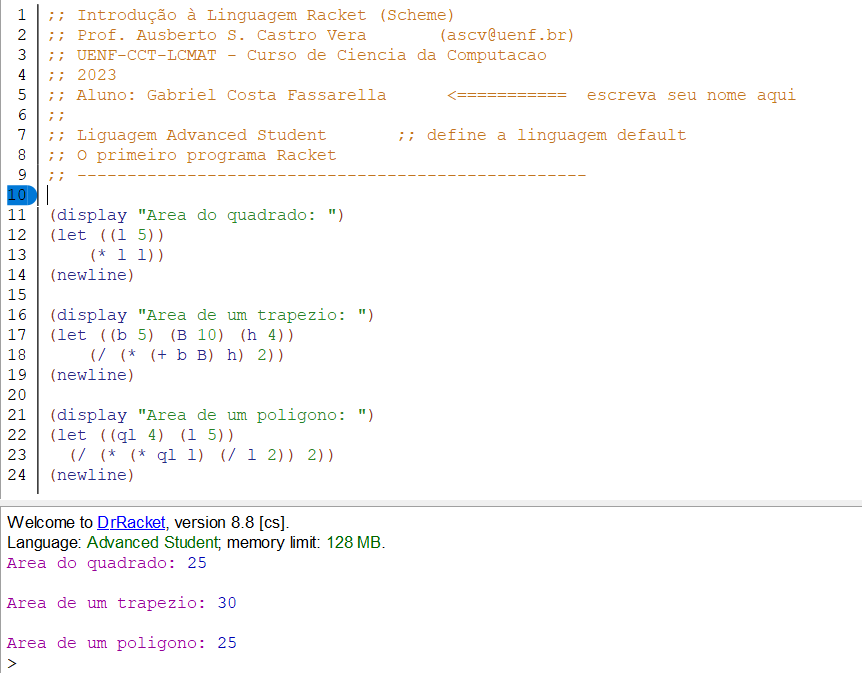 1 ;; Introdução à Linguagem Racket (Scheme)
2 ;; Prof. Ausberto S. Castro Vera (ascv@uenf.br)
3 ;; UENF-CCT-LCMAT - Curso de Ciencia da Computacao
4 ;; 2023
5 ;; Aluno: Gabriel Costa Fassarella <=========== escreva seu nome aqui
6 ;;
7 ;; Liguagem Advanced Student ;; define a linguagem default
8 ;; O primeiro programa Racket
9 ;; ---------------------------------------------------
10
11 (display "Area do quadrado: ")
12 (let ((l 5))
13 (* l l))
14 (newline)
15
16 (display "Area de um trapezio: ")
17 (let ((b 5) (B 10) (h 4))
18 (/ (* (+ b B) h) 2))
19 (newline)
20
21 (display "Area de um poligono: ")
22 (let ((ql 4) (l 5))
23 (/ (* (* ql l) (/ l 2)) 2))
24 (newline)
Welcome to DrRacket, version 8.8 [cs].
Language: Advanced Student; memory limit: 128 MB.
Area do quadrado: 25
Area de um trapezio: 30
Area de um poligono: 25
>